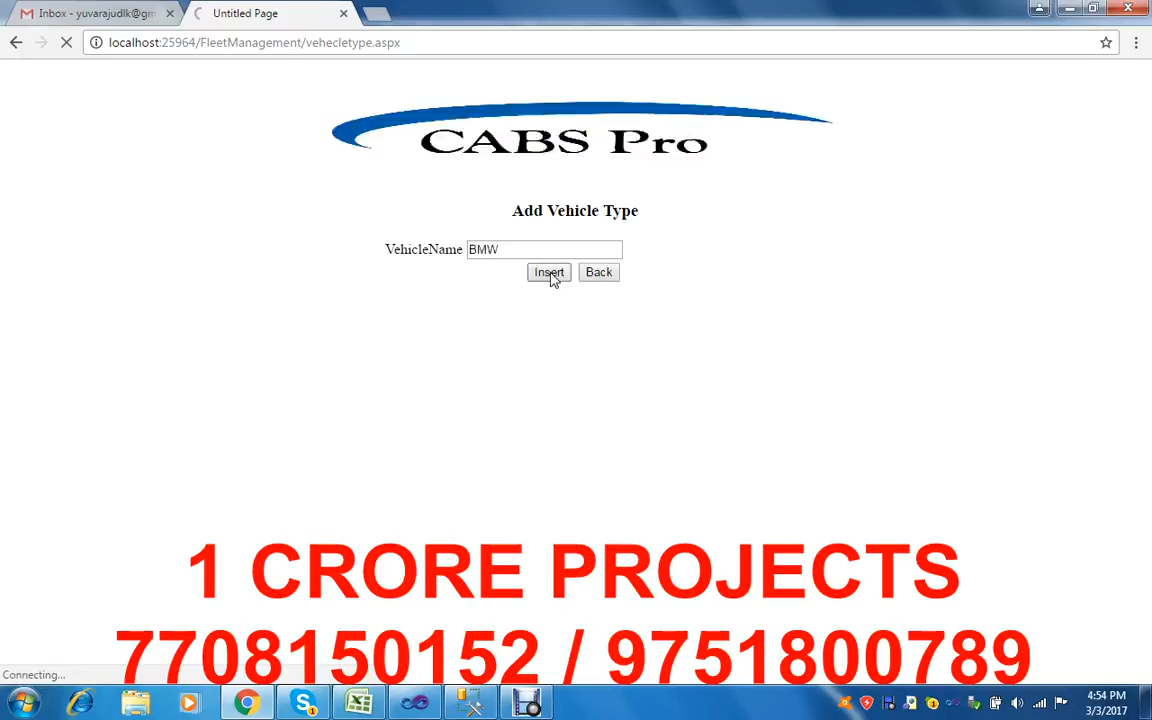 Inbox - yuvarajudlk@gm
Untitled Page
localhost:25964/FleetManagement/vehecletype.aspx
CABS Pro
Add Vehicle Type
VehicleName BMW
Insert Back
1 CRORE PROJECTS
7708150152 / 9751800789
Connecting...
4:54 PM
3/3/2017